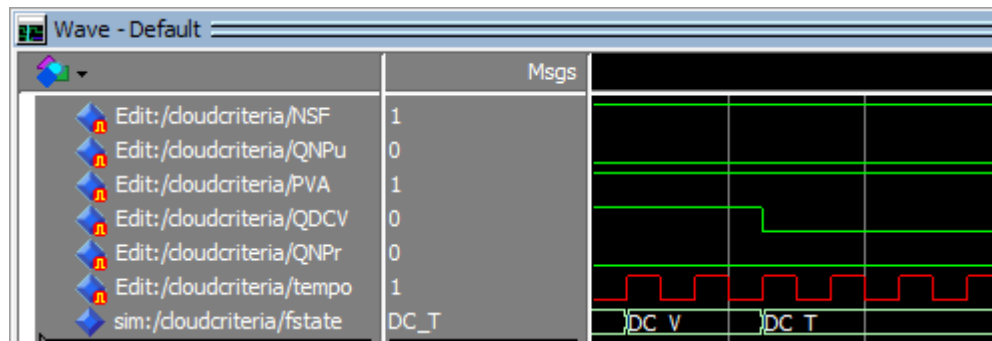 Wave - Default
Msgs
Edit:/cloudcriteria/NSF 1
Edit:/cloudcriteria/QNPu 0
Edit:/cloudcriteria/PVA 1
Edit:/cloudcriteria/QDCV 0
Edit:/cloudcriteria/QNPr 0
Edit:/cloudcriteria/tempo 1
sim:/cloudcriteria/fstate DC_T DC_V DC_T